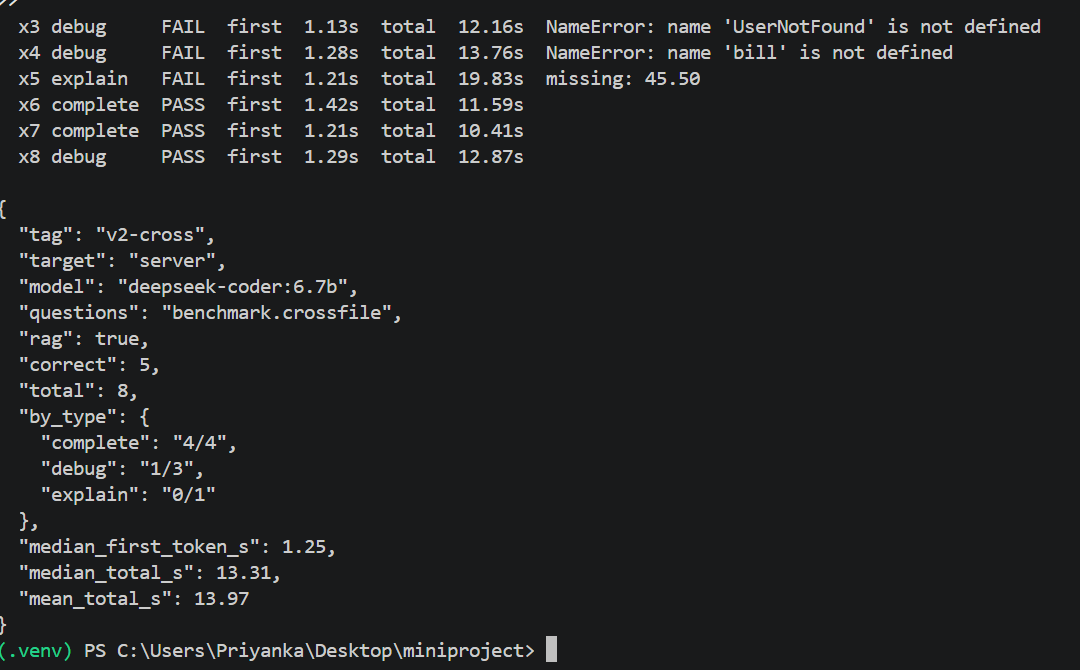 >>
x3 debug     FAIL  first  1.13s  total  12.16s  NameError: name 'UserNotFound' is not defined
x4 debug     FAIL  first  1.28s  total  13.76s  NameError: name 'bill' is not defined
x5 explain   FAIL  first  1.21s  total  19.83s  missing: 45.50
x6 complete  PASS  first  1.42s  total  11.59s
x7 complete  PASS  first  1.21s  total  10.41s
x8 debug     PASS  first  1.29s  total  12.87s
{
  "tag": "v2-cross",
  "target": "server",
  "model": "deepseek-coder:6.7b",
  "questions": "benchmark.crossfile",
  "rag": true,
  "correct": 5,
  "total": 8,
  "by_type": {
    "complete": "4/4",
    "debug": "1/3",
    "explain": "0/1"
  },
  "median_first_token_s": 1.25,
  "median_total_s": 13.31,
  "mean_total_s": 13.97
}
(.venv) PS C:\Users\Priyanka\Desktop\miniproject>